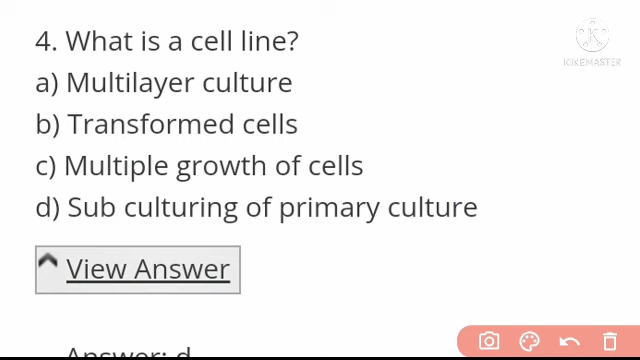 4. What is a cell line?
a) Multilayer culture
b) Transformed cells
c) Multiple growth of cells
d) Sub culturing of primary culture
View Answer
Answer: d
K
KINEMASTER